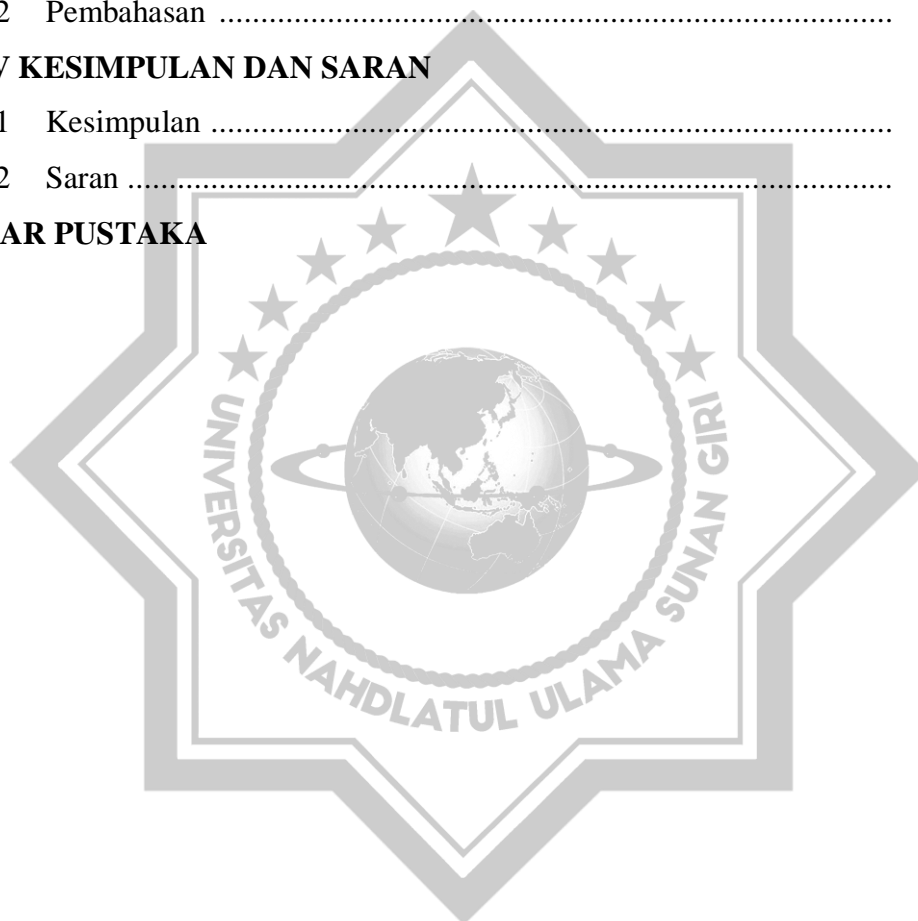 2 Pembahasan ........................................................................................
V KESIMPULAN DAN SARAN
1 Kesimpulan .........................................................................................
2 Saran ....................................................................................................
AR PUSTAKA
UNIVERSITAS NAHDLATUL ULAMA SUNAN GIRI